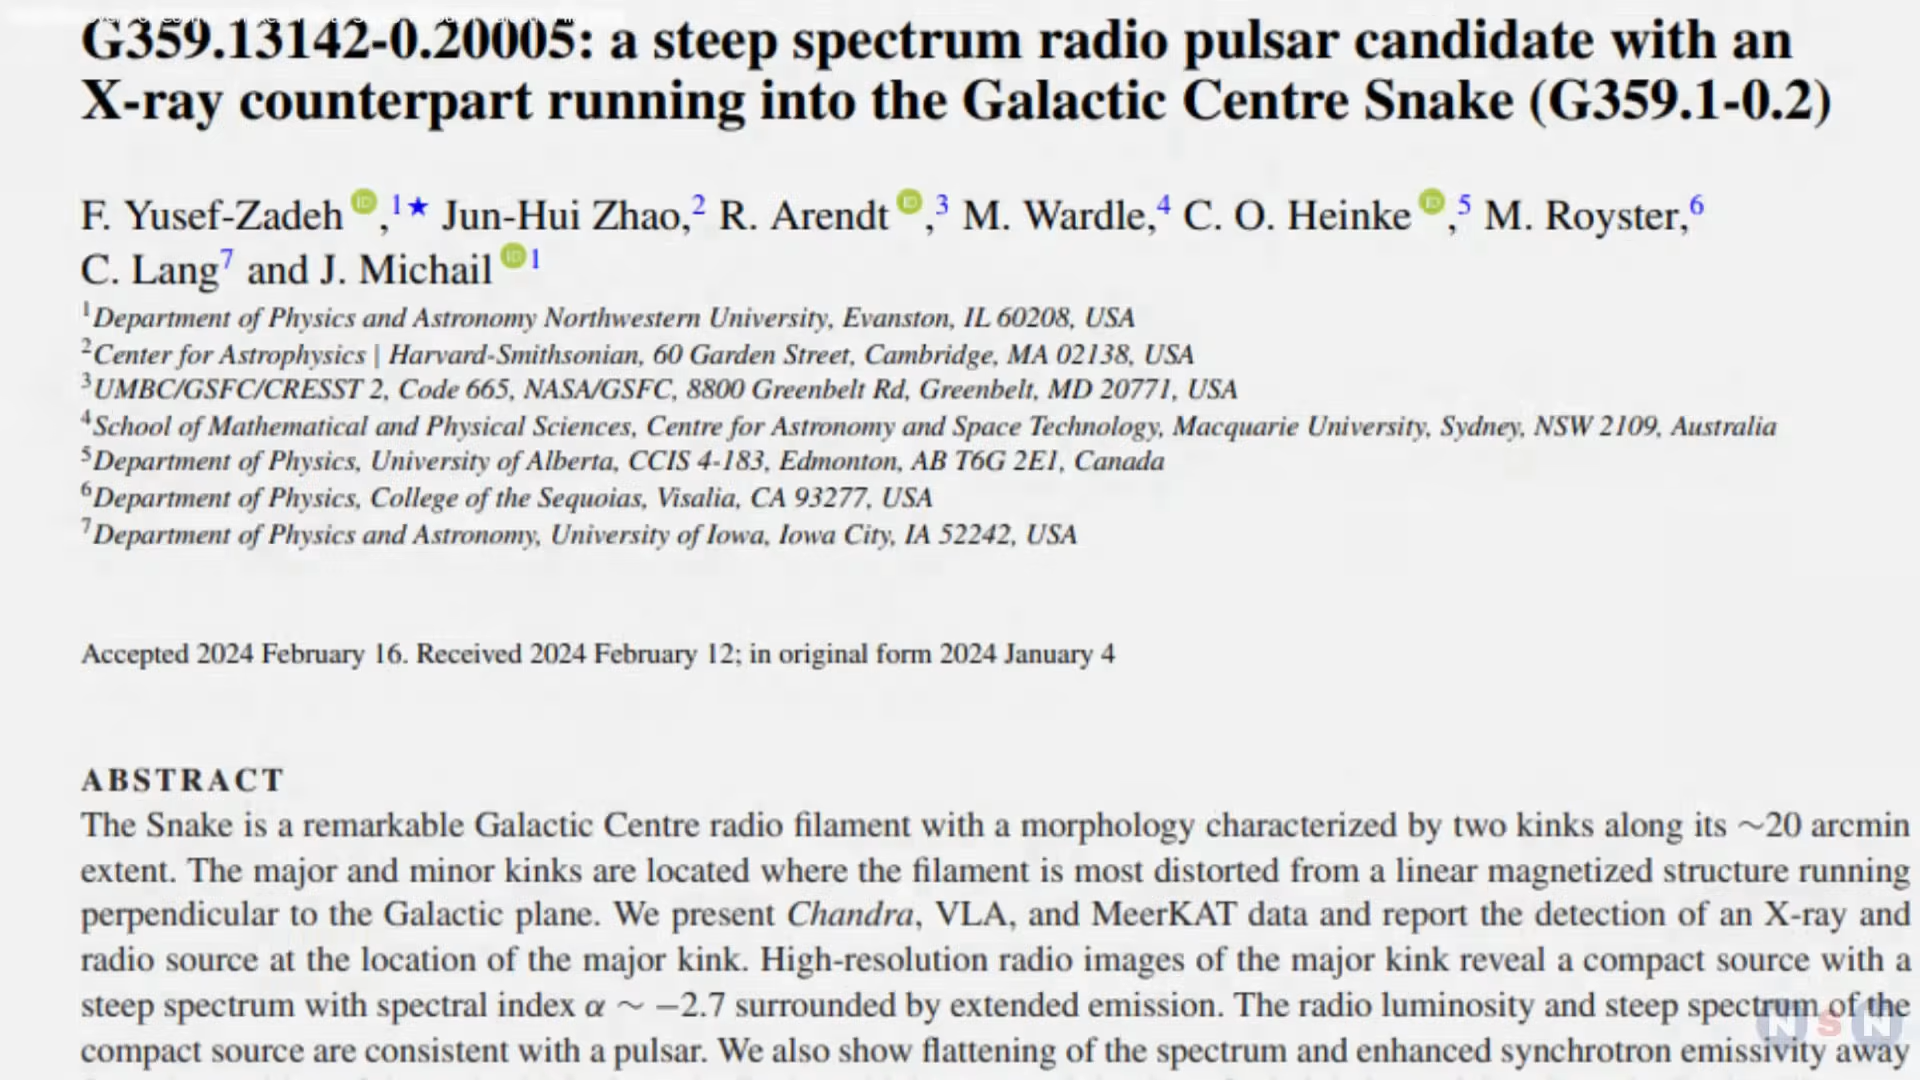 G359.13142-0.20005: a steep spectrum radio pulsar candidate with an
X-ray counterpart running into the Galactic Centre Snake (G359.1-0.2)
F. Yusef-Zadeh iD,1★ Jun-Hui Zhao,2 R. Arendt iD,3 M. Wardle,4 C. O. Heinke iD,5 M. Royster,6
C. Lang7 and J. Michail iD1
1Department of Physics and Astronomy Northwestern University, Evanston, IL 60208, USA
2Center for Astrophysics | Harvard-Smithsonian, 60 Garden Street, Cambridge, MA 02138, USA
3UMBC/GSFC/CRESST 2, Code 665, NASA/GSFC, 8800 Greenbelt Rd, Greenbelt, MD 20771, USA
4School of Mathematical and Physical Sciences, Centre for Astronomy and Space Technology, Macquarie University, Sydney, NSW 2109, Australia
5Department of Physics, University of Alberta, CCIS 4-183, Edmonton, AB T6G 2E1, Canada
6Department of Physics, College of the Sequoias, Visalia, CA 93277, USA
7Department of Physics and Astronomy, University of Iowa, Iowa City, IA 52242, USA
Accepted 2024 February 16. Received 2024 February 12; in original form 2024 January 4
ABSTRACT
The Snake is a remarkable Galactic Centre radio filament with a morphology characterized by two kinks along its ∼20 arcmin
extent. The major and minor kinks are located where the filament is most distorted from a linear magnetized structure running
perpendicular to the Galactic plane. We present Chandra, VLA, and MeerKAT data and report the detection of an X-ray and
radio source at the location of the major kink. High-resolution radio images of the major kink reveal a compact source with a
steep spectrum with spectral index α ∼ −2.7 surrounded by extended emission. The radio luminosity and steep spectrum of the
compact source are consistent with a pulsar. We also show flattening of the spectrum and enhanced synchrotron emissivity away
NSN